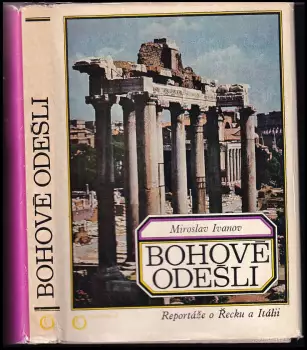 BOHOVÉ ODEŠLI
Miroslav Ivanov
BOHOVÉ
ODEŠLI
Reportáže o Řecku a Itálii